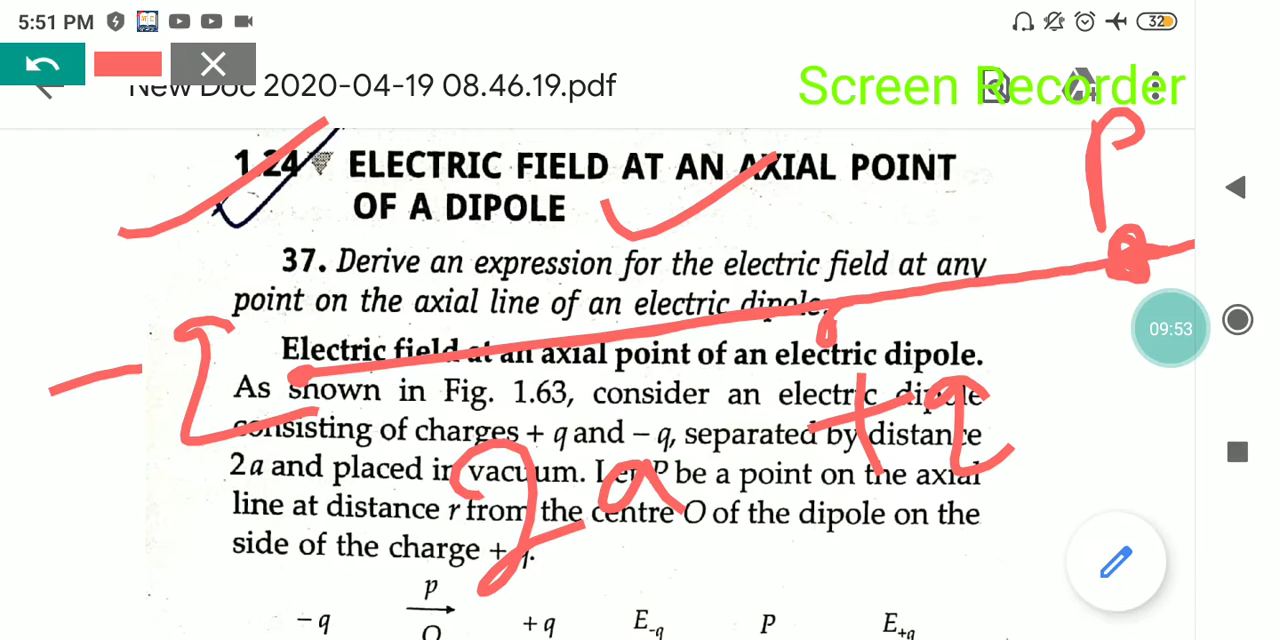 5:51 PM
32
New Doc 2020-04-19 08.46.19.pdf
Screen Recorder
1.24 ELECTRIC FIELD AT AN AXIAL POINT
OF A DIPOLE
P
37. Derive an expression for the electric field at any
point on the axial line of an electric dipole.
09:53
Electric field at an axial point of an electric dipole.
As shown in Fig. 1.63, consider an electric dipole
consisting of charges + q and – q, separated by distance
2a and placed in vacuum. Let P be a point on the axial
line at distance r from the centre O of the dipole on the
side of the charge + q.
2a
p
– q O +q E-q P E+q